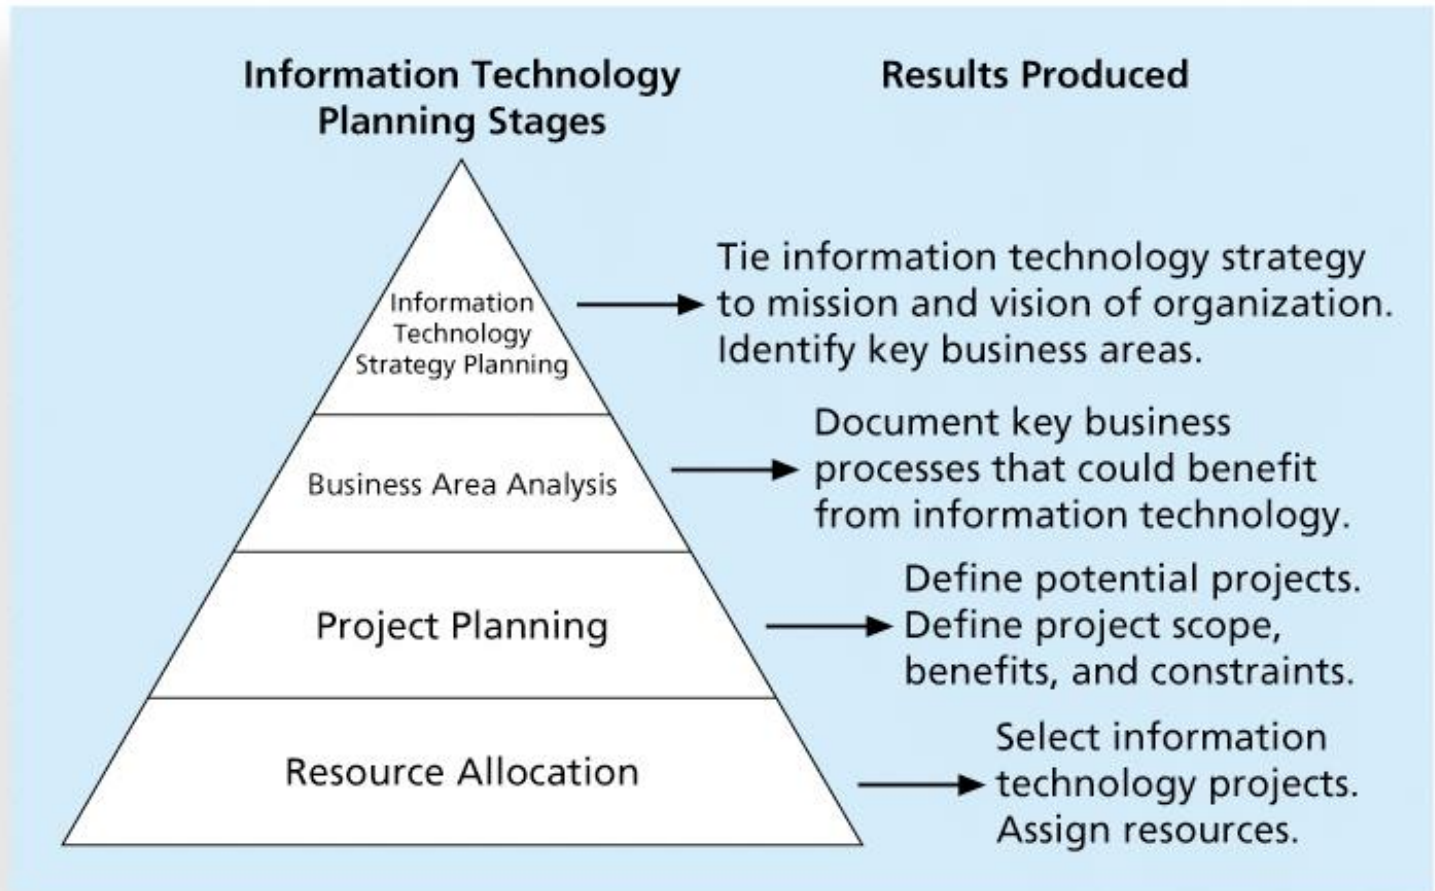 Information Technology
Planning Stages
Results Produced
Information
Technology
Strategy Planning
Tie information technology strategy
to mission and vision of organization.
Identify key business areas.
Business Area Analysis
Document key business
processes that could benefit
from information technology.
Project Planning
Define potential projects.
Define project scope,
benefits, and constraints.
Resource Allocation
Select information
technology projects.
Assign resources.